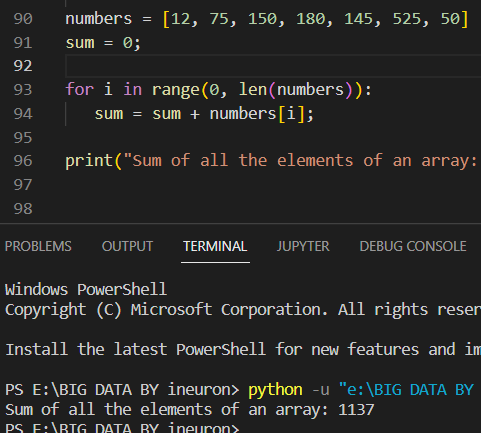 90 numbers = [12, 75, 150, 180, 145, 525, 50]
91 sum = 0;
92
93 for i in range(0, len(numbers)):
94 sum = sum + numbers[i];
95
96 print("Sum of all the elements of an array:
97
98
PROBLEMS OUTPUT TERMINAL JUPYTER DEBUG CONSOLE
Windows PowerShell
Copyright (C) Microsoft Corporation. All rights reser
Install the latest PowerShell for new features and im
PS E:\BIG DATA BY ineuron> python -u "e:\BIG DATA BY
Sum of all the elements of an array: 1137
PS E:\BIG DATA BY ineuron>